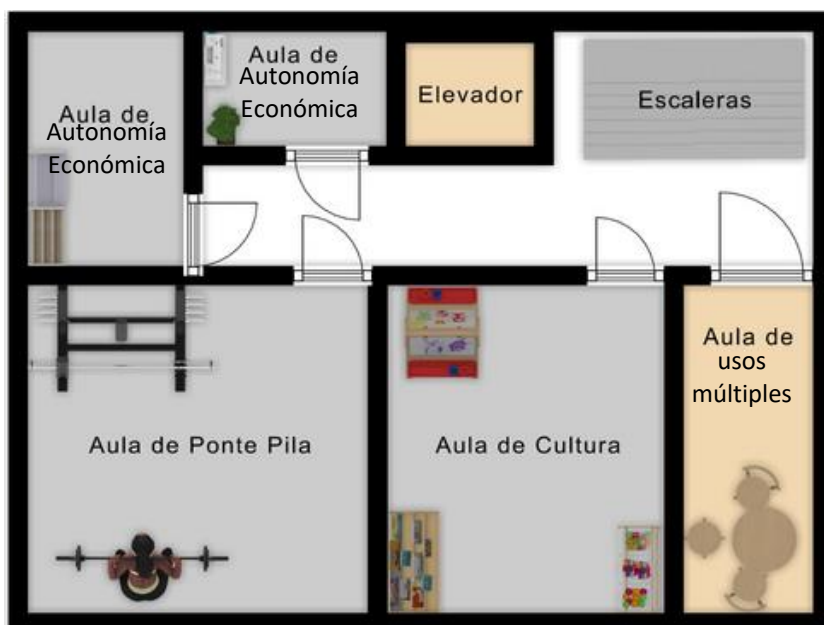 Aula de
Autonomía
Económica
Aula de
Autonomía
Económica
Elevador
Escaleras
Aula de Ponte Pila
Aula de Cultura
Aula de
usos
múltiples